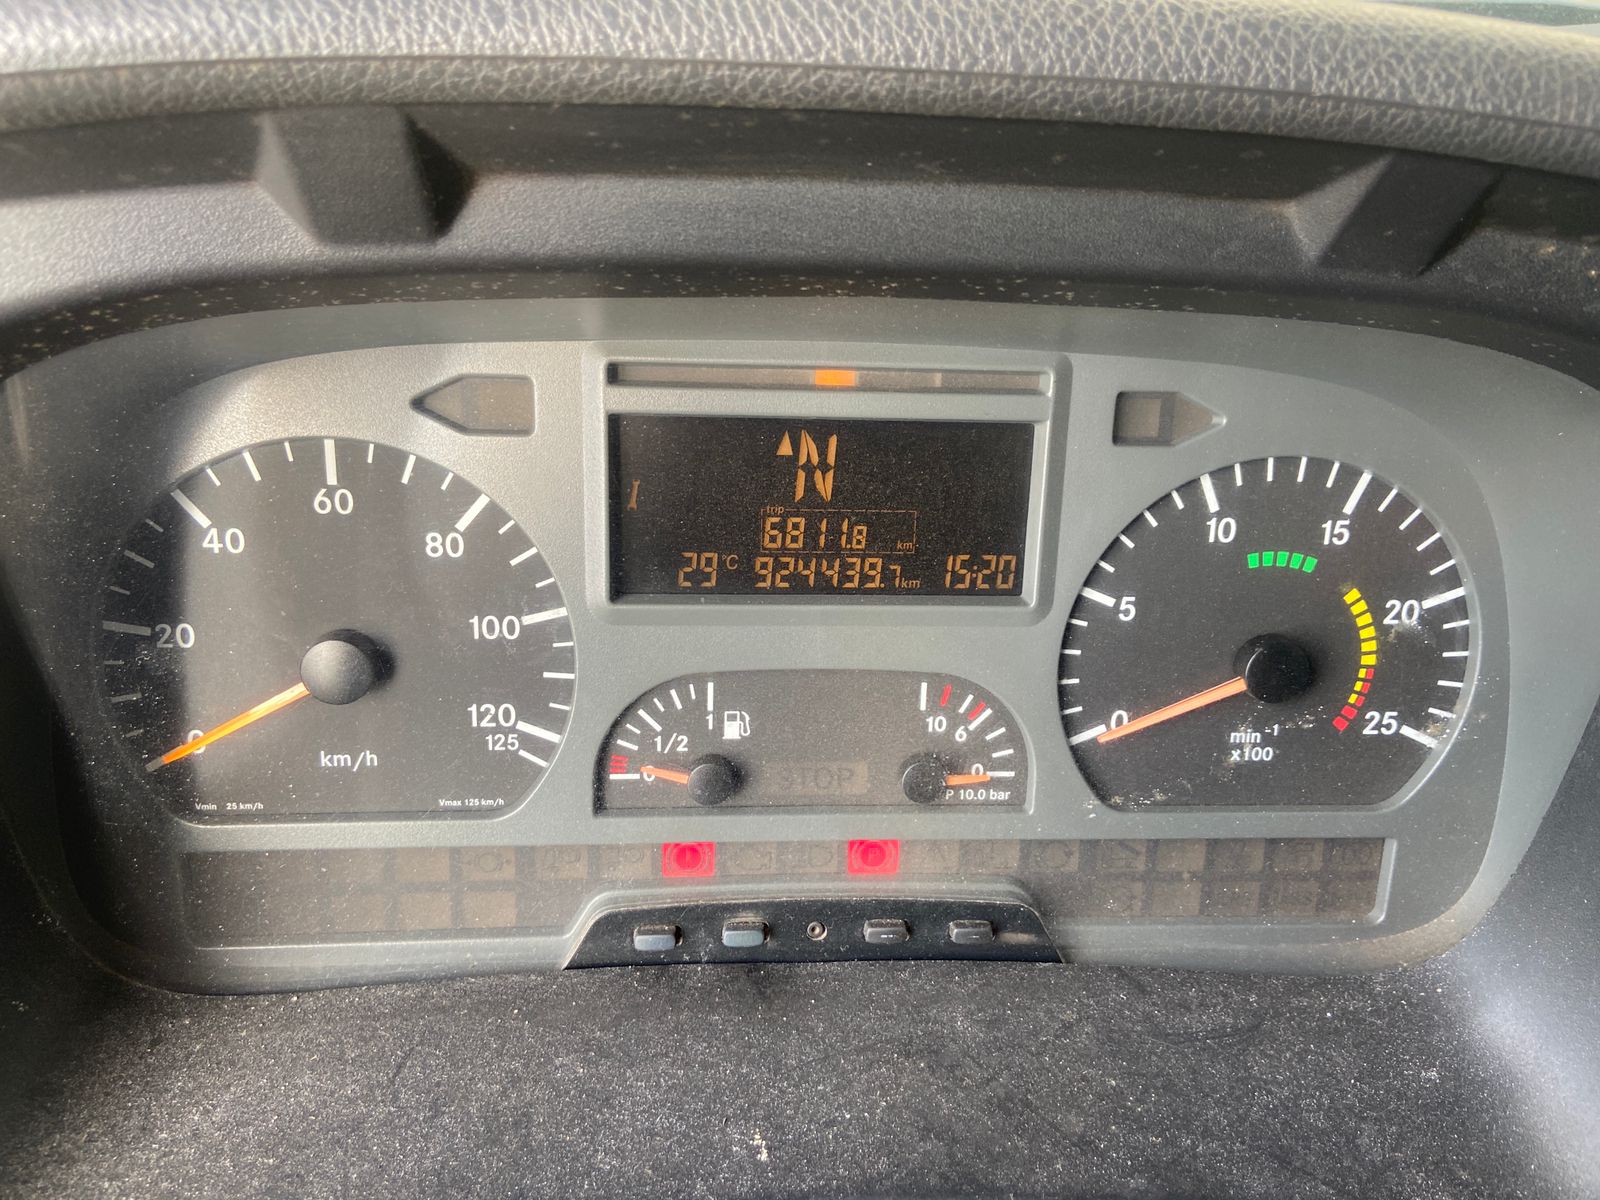 N
trip
6811.8 km
29 °C 924439.7 km 15:20
0
20
40
60
80
100
120
125
km/h
Vmin 25 km/h
Vmax 125 km/h
0
1/2
1
STOP
10
6
0
P 10.0 bar
0
5
10
15
20
25
min⁻¹
x100
P